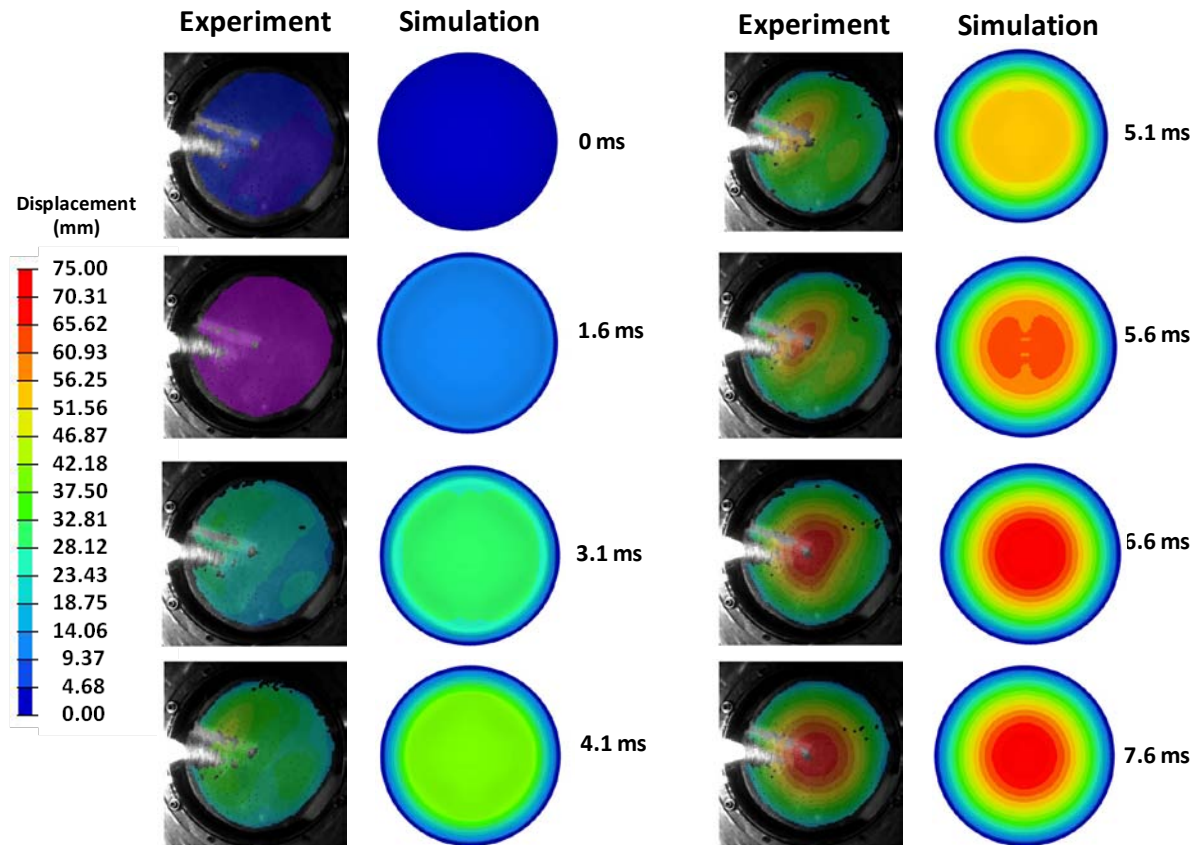 Experiment
Simulation
Experiment
Simulation
0 ms
5.1 ms
Displacement
(mm)
75.00
70.31
65.62
60.93
56.25
51.56
46.87
42.18
37.50
32.81
28.12
23.43
18.75
14.06
9.37
4.68
0.00
1.6 ms
5.6 ms
3.1 ms
6.6 ms
4.1 ms
7.6 ms